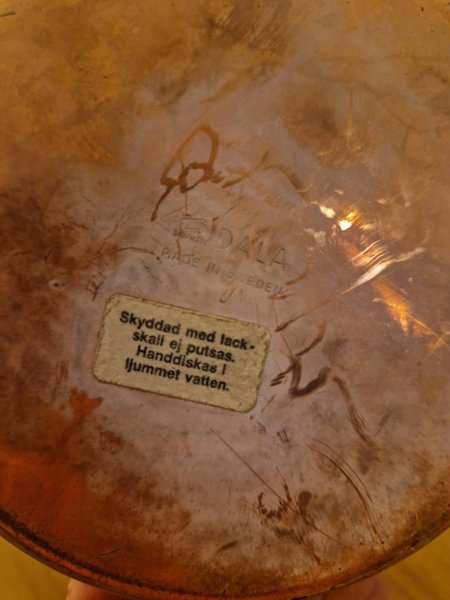 DALA
MADE IN SWEDEN
Skyddad med lack-
skall ej putsas.
Handdiskas i
ljummet vatten.